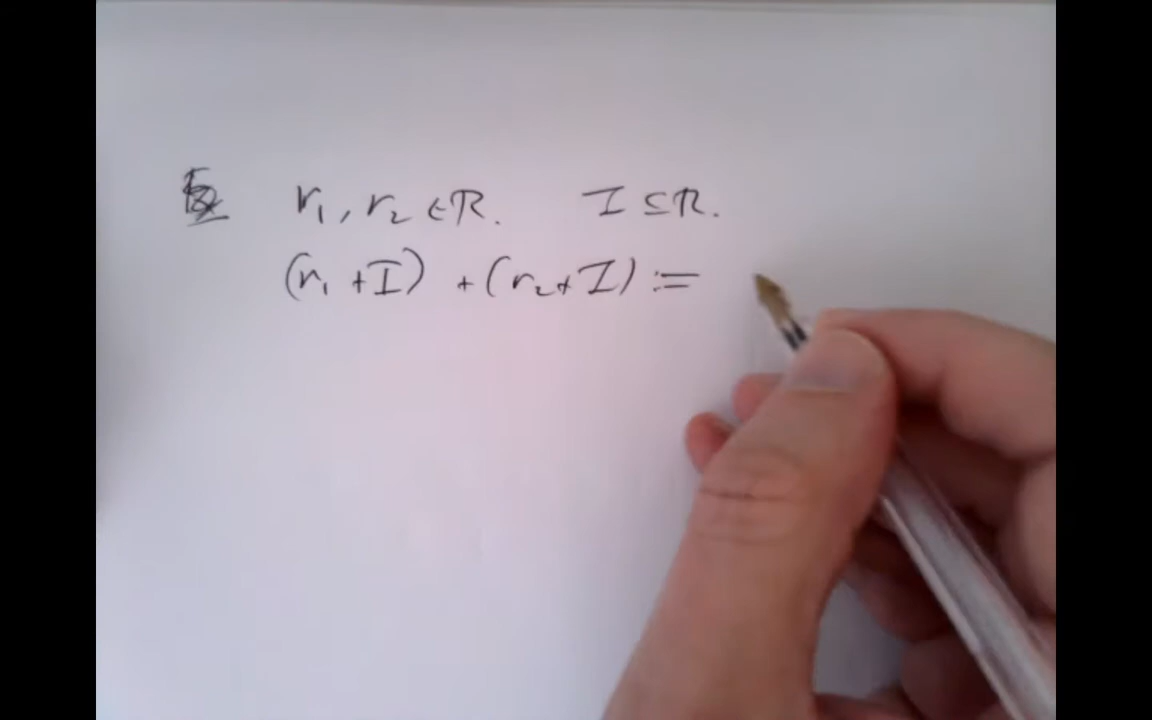 r₁, r₂ ∈ R. I ⊆ R.
(r₁ + I) + (r₂ + I) :=